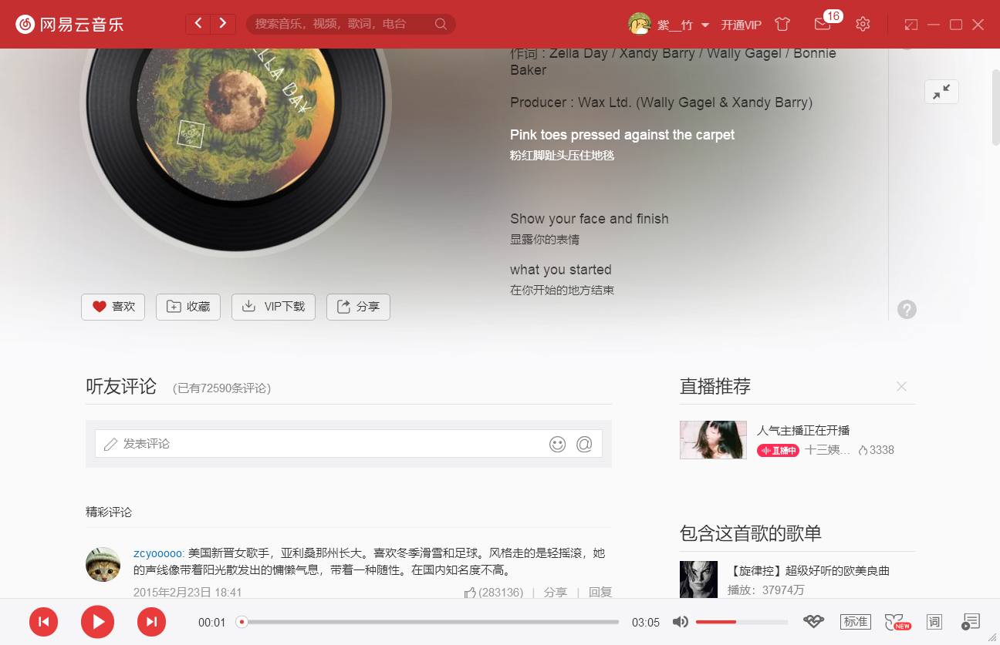 网易云音乐
搜索音乐，视频，歌词，电台
紫__竹
开通VIP
16
ZELLA DAY
作词 : Zella Day / Xandy Barry / Wally Gagel / Bonnie
Baker
Producer : Wax Ltd. (Wally Gagel & Xandy Barry)
Pink toes pressed against the carpet
粉红脚趾头压住地毯
Show your face and finish
显露你的表情
what you started
在你开始的地方结束
喜欢
收藏
VIP下载
分享
?
听友评论 (已有72590条评论)
发表评论
@
精彩评论
zcyooooo: 美国新晋女歌手，亚利桑那州长大。喜欢冬季滑雪和足球。风格走的是轻摇滚，她
的声线像带着阳光散发出的慵懒气息，带着一种随性。在国内知名度不高。
2015年2月23日 18:41
(283136) | 分享 | 回复
直播推荐
人气主播正在开播
直播中 十三姨... 3338
包含这首歌的歌单
【旋律控】超级好听的欧美良曲
播放：37974万
00:01
03:05
标准
NEW
词